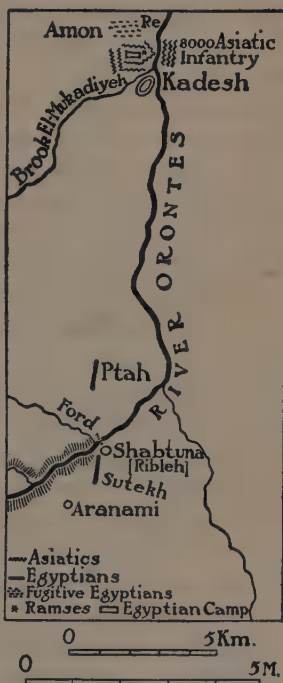 Amon
Re
8000 Asiatic
Infantry
Kadesh
Brook El-Mukadiyeh
RIVER ORONTES
Ptah
Ford
Shabtuna
[Ribleh]
Sutekh
Aranami
Asiatics
Egyptians
Fugitive Egyptians
Ramses Egyptian Camp
0 5 Km.
0 5 M.